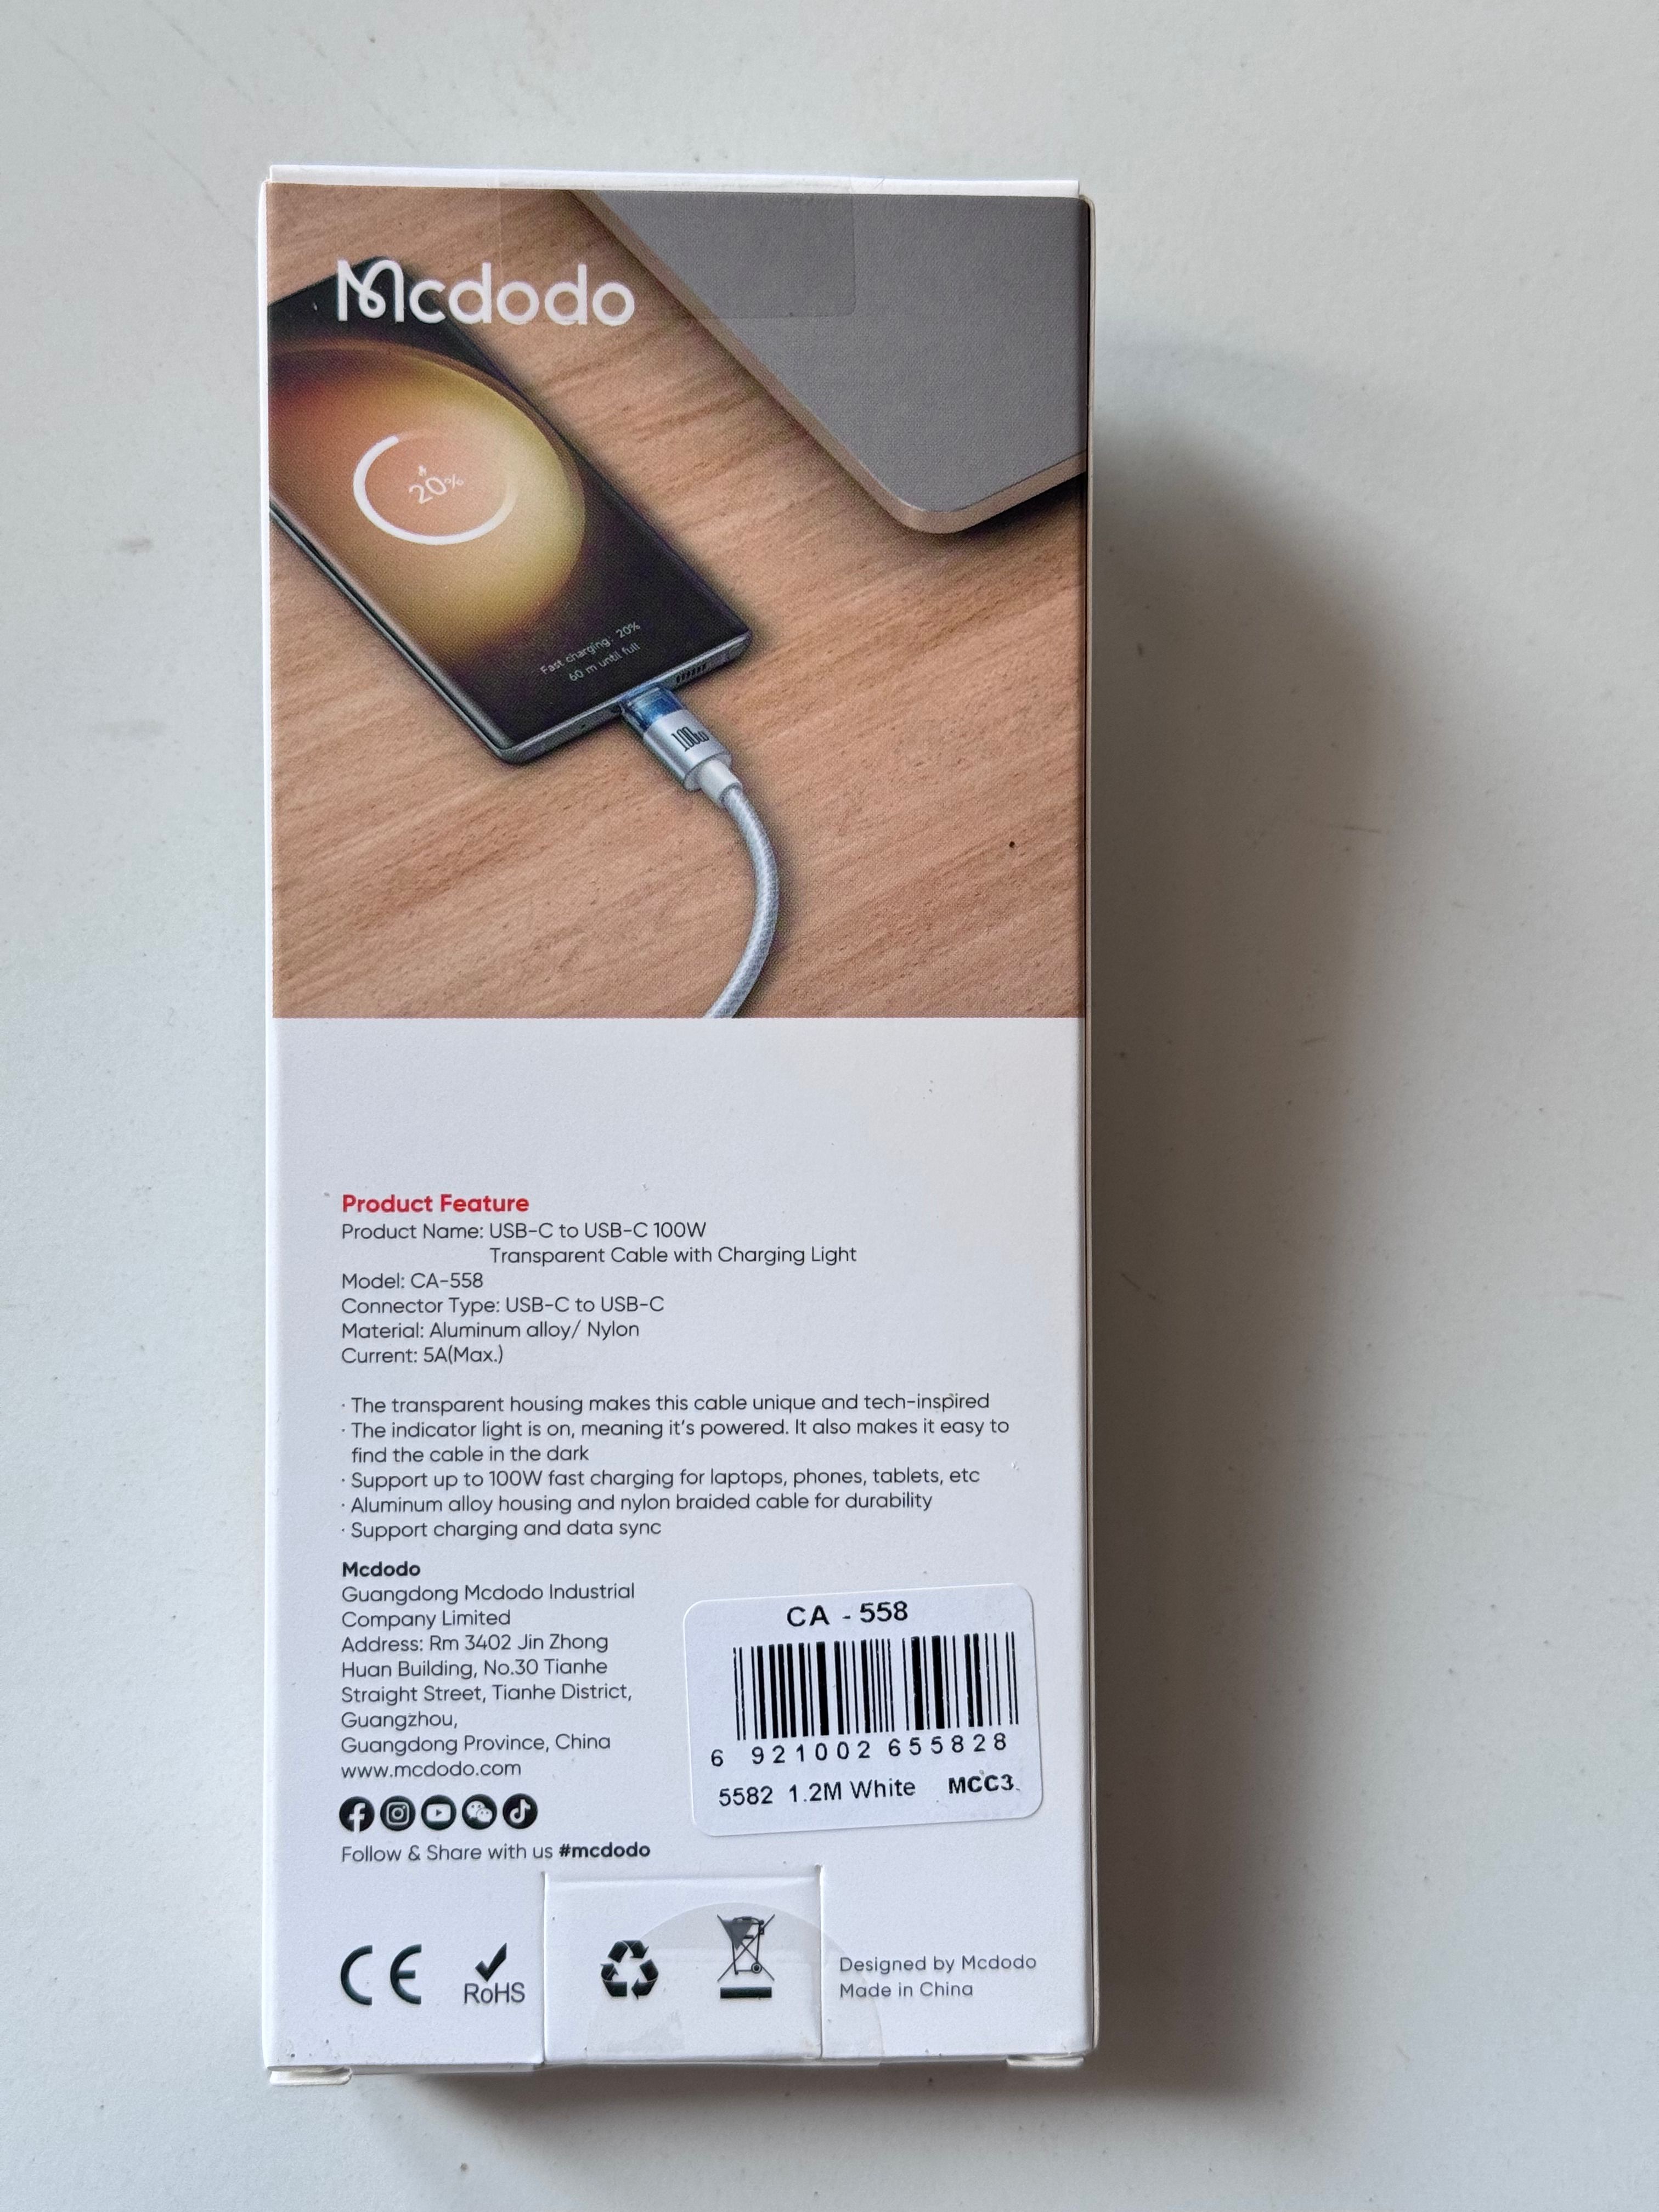 Mcdodo
20%
Fast charging: 20%
60 m until full
100W
Product Feature
Product Name: USB-C to USB-C 100W
Transparent Cable with Charging Light
Model: CA-558
Connector Type: USB-C to USB-C
Material: Aluminum alloy/ Nylon
Current: 5A(Max.)
· The transparent housing makes this cable unique and tech-inspired
· The indicator light is on, meaning it's powered. It also makes it easy to
find the cable in the dark
· Support up to 100W fast charging for laptops, phones, tablets, etc
· Aluminum alloy housing and nylon braided cable for durability
· Support charging and data sync
Mcdodo
Guangdong Mcdodo Industrial
Company Limited
Address: Rm 3402 Jin Zhong
Huan Building, No.30 Tianhe
Straight Street, Tianhe District,
Guangzhou,
Guangdong Province, China
www.mcdodo.com
Follow & Share with us #mcdodo
CA - 558
6 921002 655828
5582 1.2M White MCC3
CE
RoHS
Designed by Mcdodo
Made in China